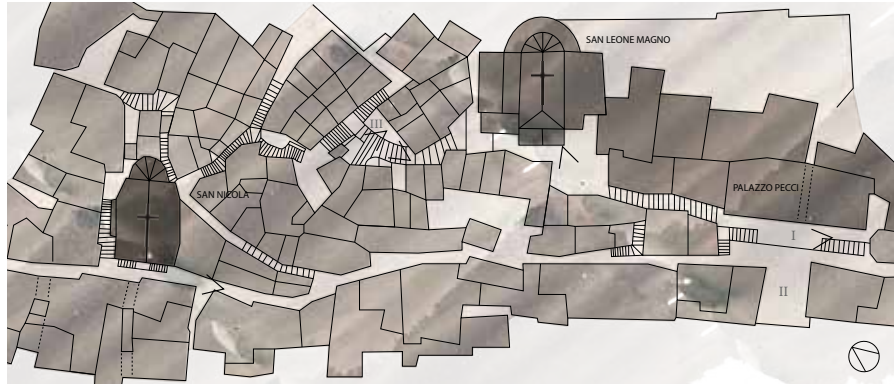 SAN LEONE MAGNO
III
SAN NICOLA
PALAZZO PECCI
I
II